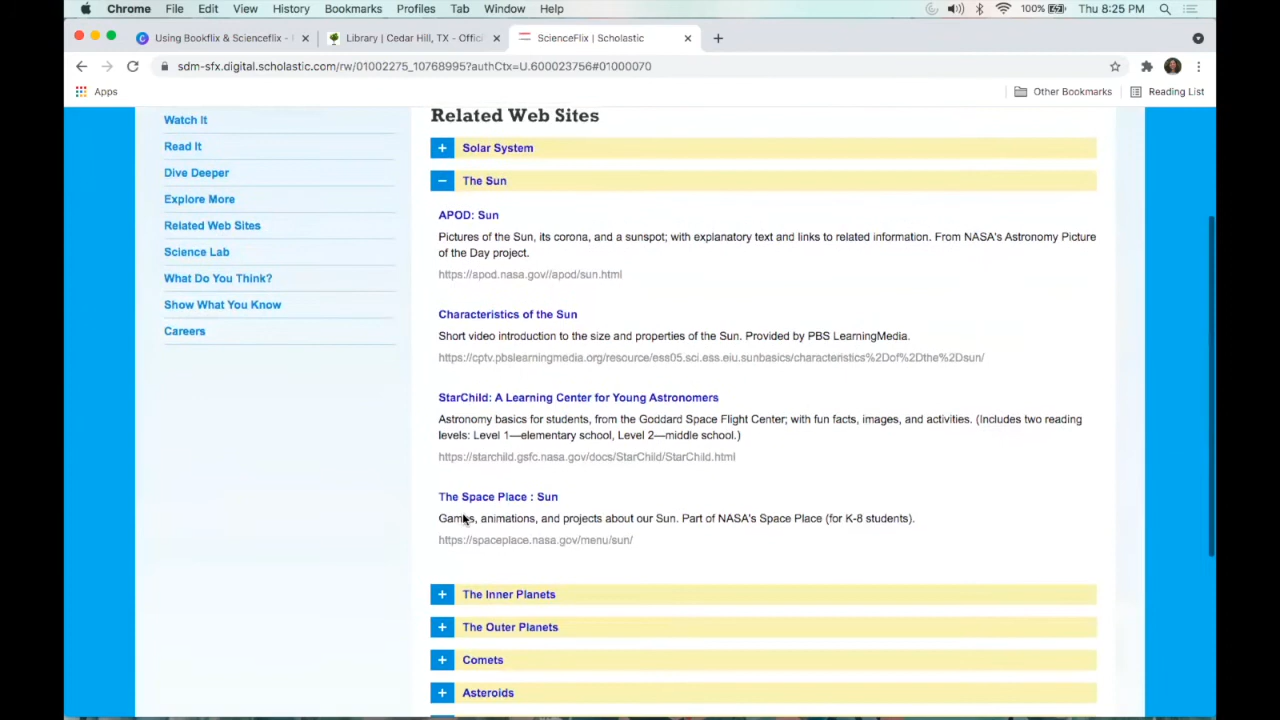 Chrome File Edit View History Bookmarks Profiles Tab Window Help 100% Thu 8:25 PM
Using Bookflix & Scienceflix - Library | Cedar Hill, TX - Offici ScienceFlix | Scholastic
sdm-sfx.digital.scholastic.com/rw/01002275_107689957?authCtx=U.600023756#01000070
Apps Other Bookmarks Reading List
Watch It
Read It
Dive Deeper
Explore More
Related Web Sites
Science Lab
What Do You Think?
Show What You Know
Careers
Related Web Sites
+ Solar System
− The Sun
APOD: Sun
Pictures of the Sun, its corona, and a sunspot; with explanatory text and links to related information. From NASA's Astronomy Picture
of the Day project.
https://apod.nasa.gov//apod/sun.html
Characteristics of the Sun
Short video introduction to the size and properties of the Sun. Provided by PBS LearningMedia.
https://cptv.pbslearningmedia.org/resource/ess05.sci.ess.eiu.sunbasics/characteristics%2Dof%2Dthe%2Dsun/
StarChild: A Learning Center for Young Astronomers
Astronomy basics for students, from the Goddard Space Flight Center; with fun facts, images, and activities. (Includes two reading
levels: Level 1—elementary school, Level 2—middle school.)
https://starchild.gsfc.nasa.gov/docs/StarChild/StarChild.html
The Space Place : Sun
Games, animations, and projects about our Sun. Part of NASA's Space Place (for K-8 students).
https://spaceplace.nasa.gov/menu/sun/
+ The Inner Planets
+ The Outer Planets
+ Comets
+ Asteroids